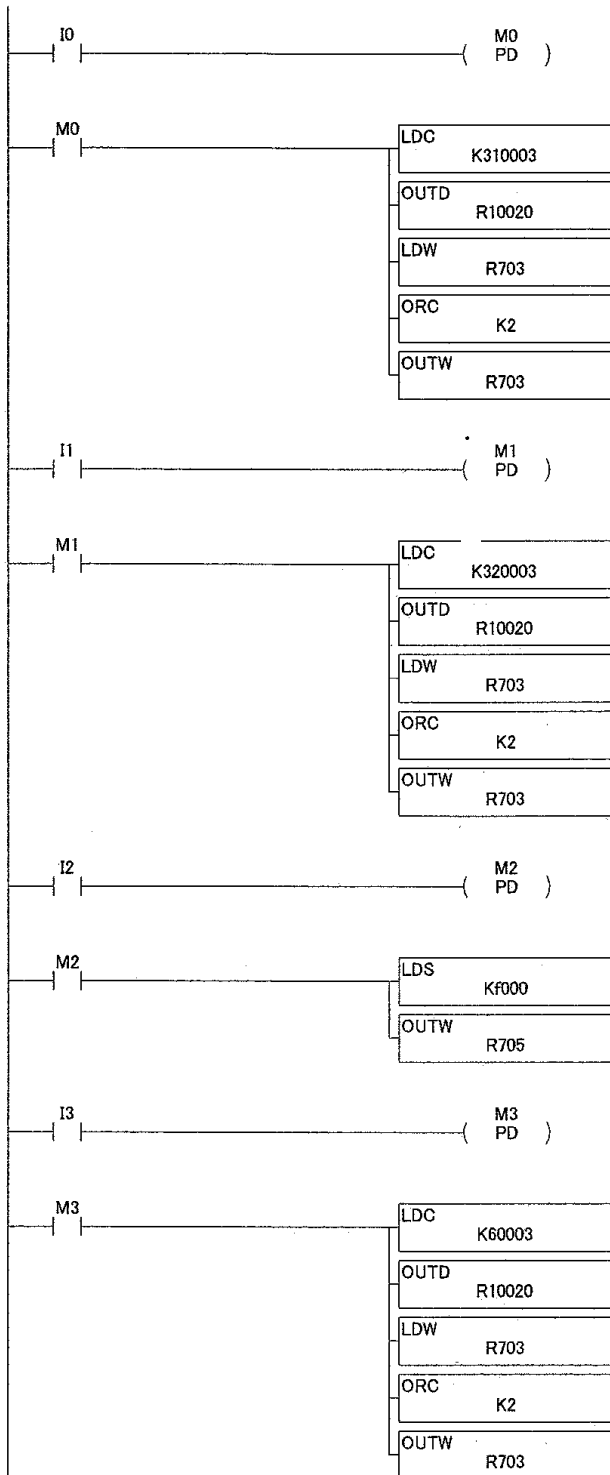 I0
M0
( PD )
M0
LDC
K310003
OUTD
R10020
LDW
R703
ORC
K2
OUTW
R703
I1
M1
( PD )
M1
LDC
K320003
OUTD
R10020
LDW
R703
ORC
K2
OUTW
R703
I2
M2
( PD )
M2
LDS
Kf000
OUTW
R705
I3
M3
( PD )
M3
LDC
K60003
OUTD
R10020
LDW
R703
ORC
K2
OUTW
R703